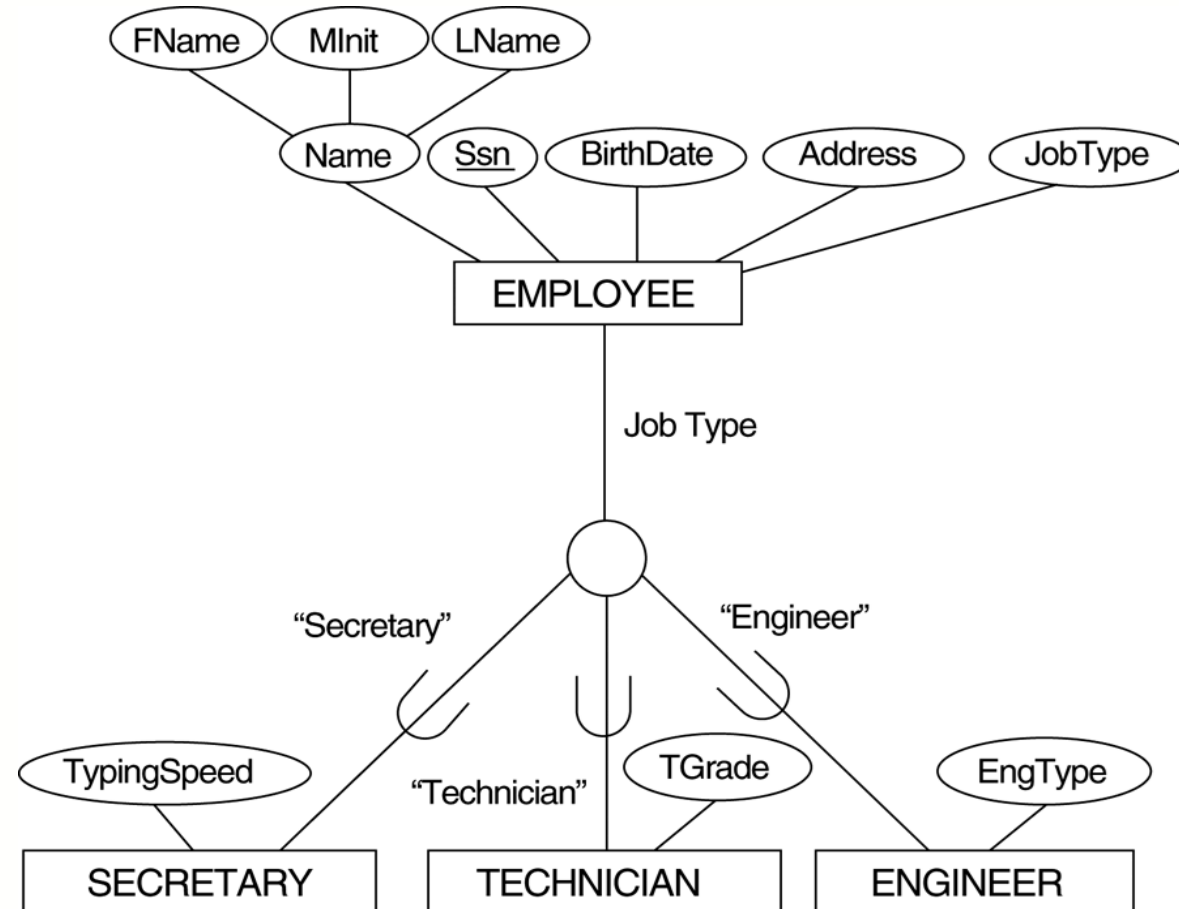 FName MInit LName
Name Ssn BirthDate Address JobType
EMPLOYEE
Job Type
“Secretary” “Engineer”
TypingSpeed “Technician” TGrade EngType
SECRETARY TECHNICIAN ENGINEER